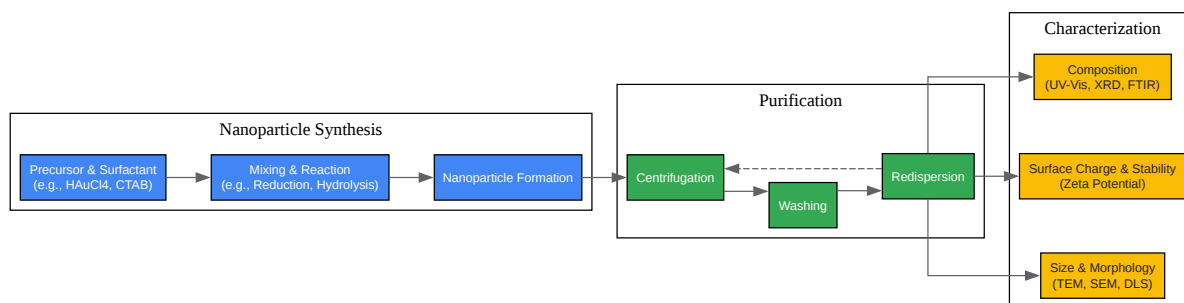 Nanoparticle Synthesis
Precursor & Surfactant
(e.g., HAuCl4, CTAB)
Mixing & Reaction
(e.g., Reduction, Hydrolysis)
Nanoparticle Formation
Purification
Centrifugation
Washing
Redispersion
Characterization
Composition
(UV-Vis, XRD, FTIR)
Surface Charge & Stability
(Zeta Potential)
Size & Morphology
(TEM, SEM, DLS)